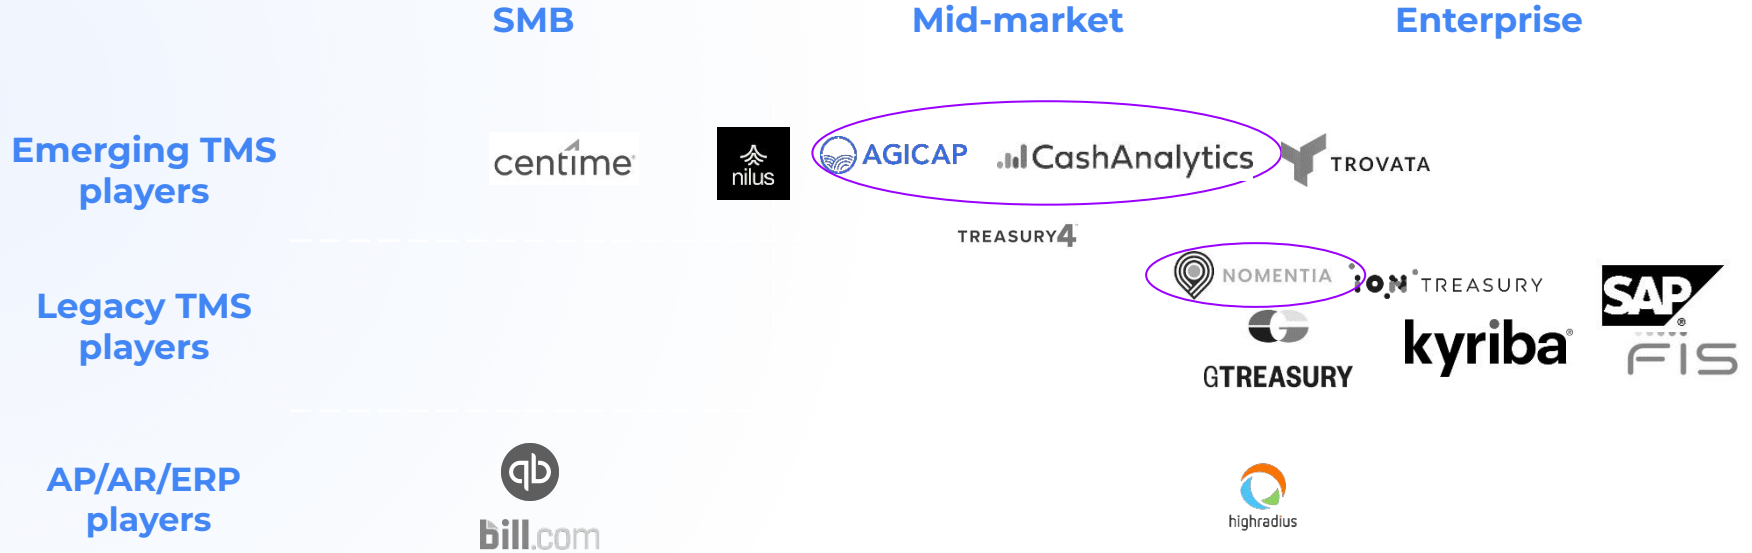 SMB
Mid-market
Enterprise
Emerging TMS
players
centime
nilus
AGICAP
CashAnalytics
TROVATA
TREASURY4
Legacy TMS
players
NOMENTIA
ION TREASURY
SAP®
kyriba®
FIS
G
GTREASURY
AP/AR/ERP
players
qb
bill.com
highradius